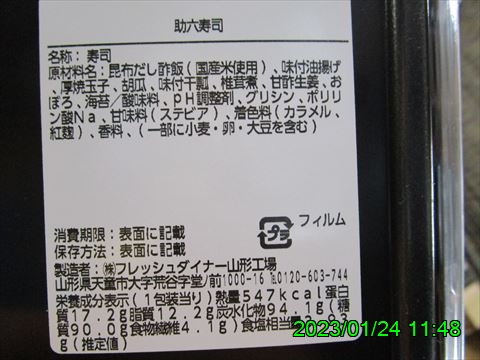 助六寿司
名称：寿司
原材料名：昆布だし酢飯（国産米使用）、味付油揚げ
、厚焼玉子、胡瓜、味付干瓢、椎茸煮、甘酢生姜、お
ぼろ、海苔／酸味料、ｐＨ調整剤、グリシン、ポリリ
ン酸Ｎａ、甘味料（ステビア）、着色料（カラメル、
紅麹）、香料、（一部に小麦・卵・大豆を含む）
消費期限：表面に記載
保存方法：表面に記載
プラ
フィルム
製造者：㈱フレッシュダイナー山形工場
山形県天童市大字荒谷字堂ノ前1000-16 ℡0120-603-744
栄養成分表示（１包装当り）熱量547kcal蛋白
質17.2g脂質12.2g炭水化物94.1g（糖
質90.0g食物繊維4.1g）食塩相当量
g（推定値）
2023/01/24 11:48